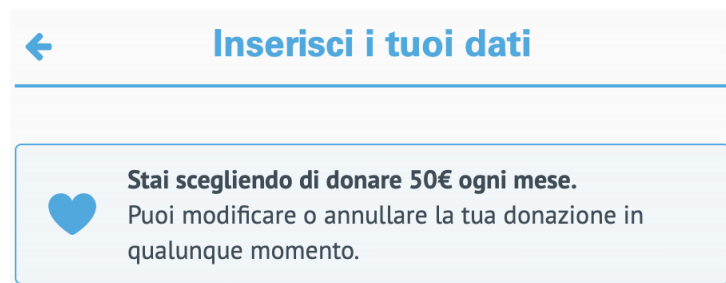 Inserisci i tuoi dati
Stai scegliendo di donare 50€ ogni mese.
Puoi modificare o annullare la tua donazione in
qualunque momento.